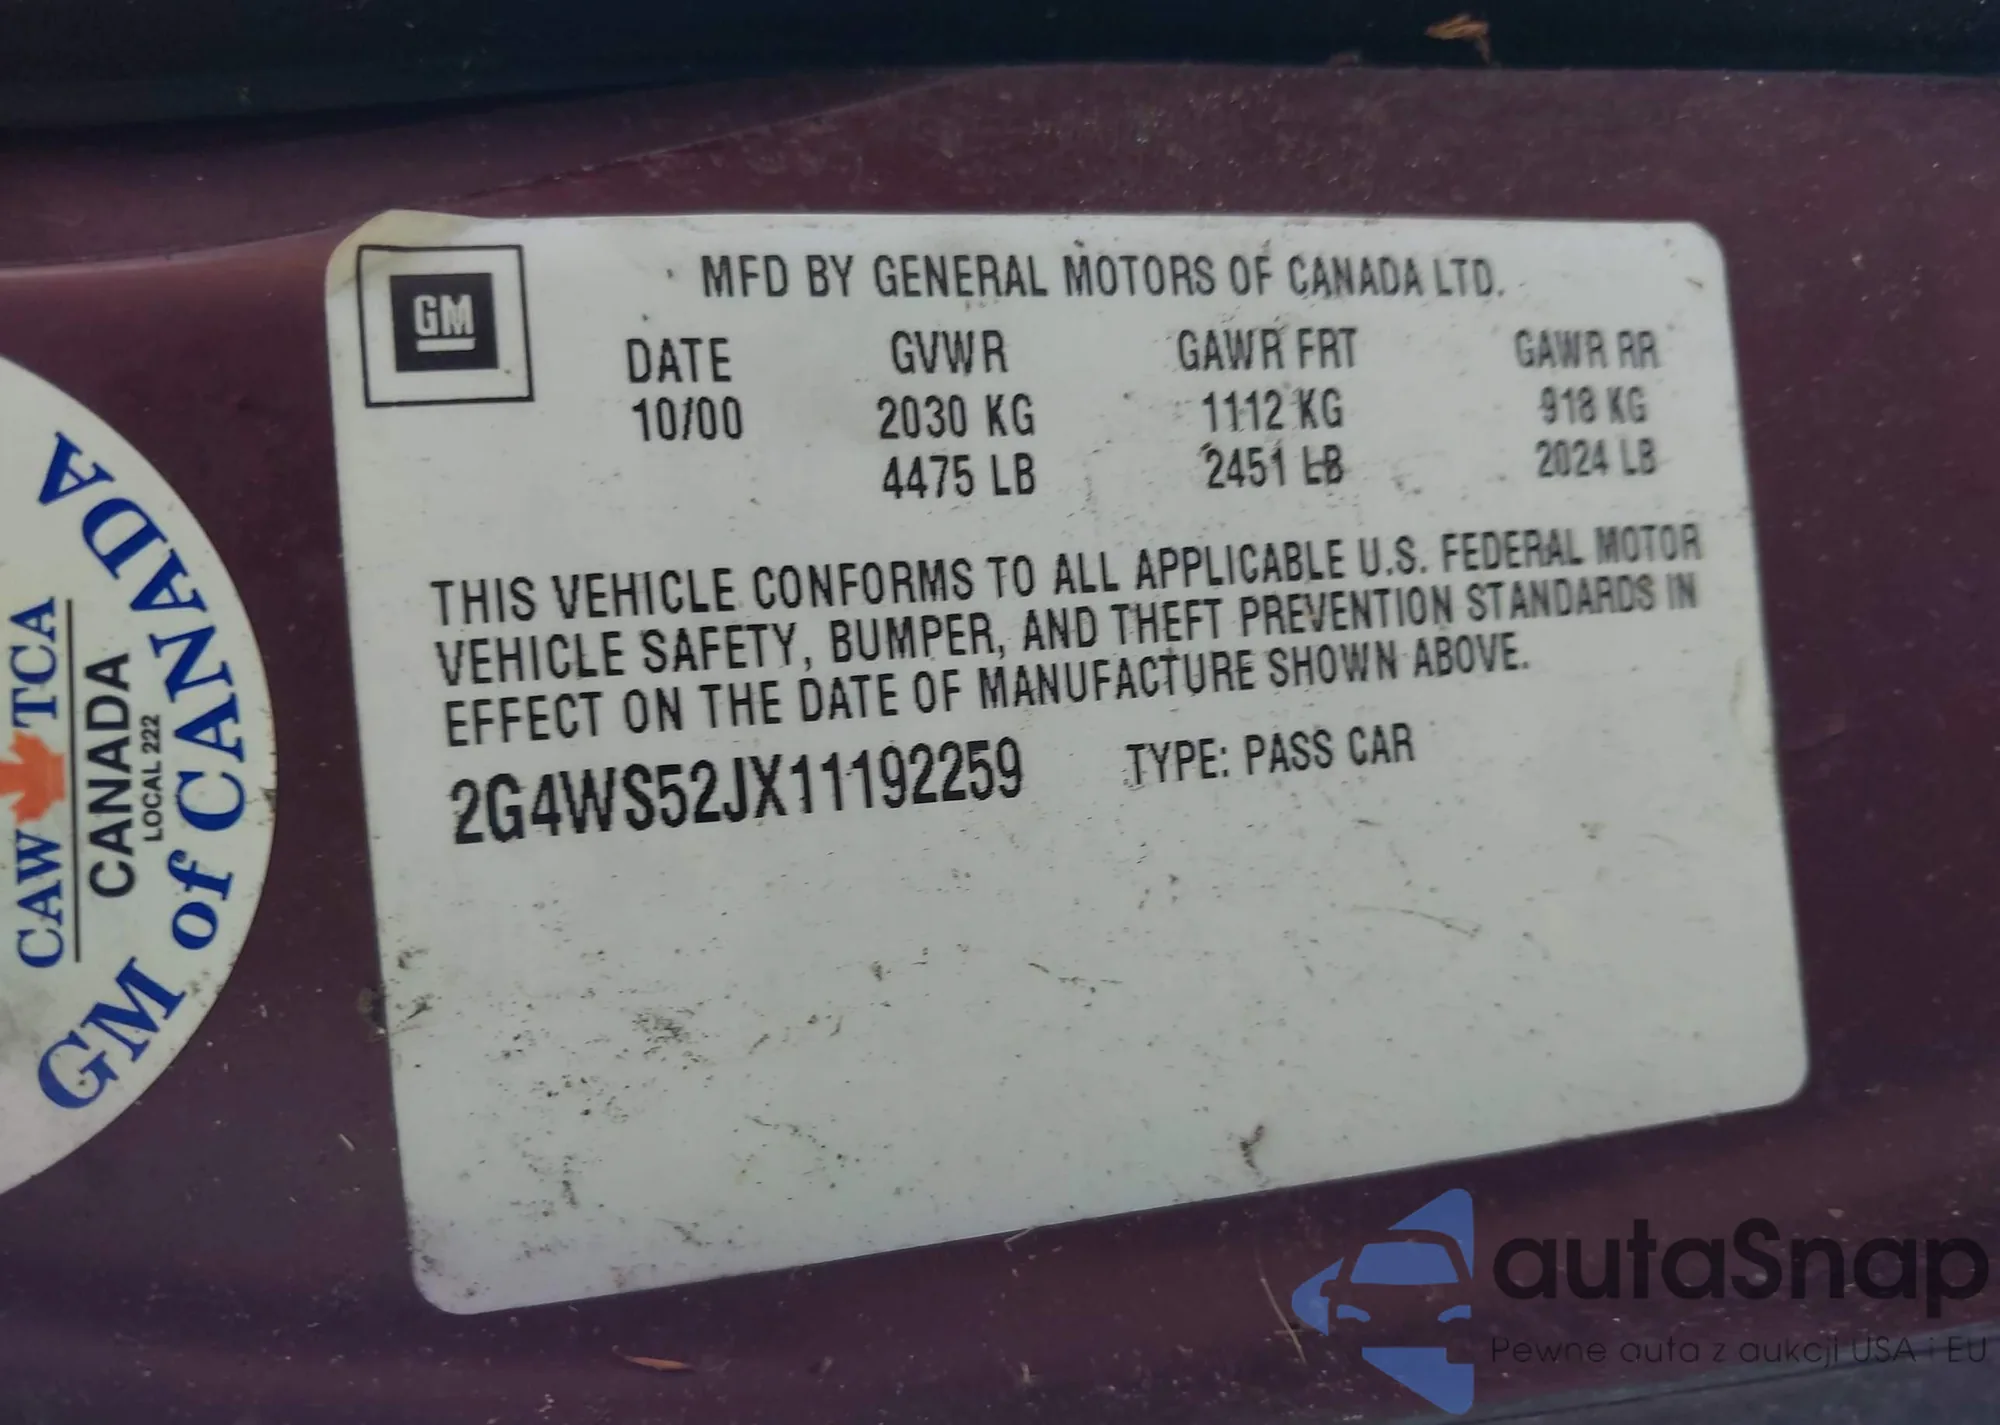 GM
MFD BY GENERAL MOTORS OF CANADA LTD.
DATE GVWR GAWR FRT GAWR RR
10/00 2030 KG 1112 KG 918 KG
4475 LB 2451 LB 2024 LB
THIS VEHICLE CONFORMS TO ALL APPLICABLE U.S. FEDERAL MOTOR
VEHICLE SAFETY, BUMPER, AND THEFT PREVENTION STANDARDS IN
EFFECT ON THE DATE OF MANUFACTURE SHOWN ABOVE.
2G4WS52JX11192259 TYPE: PASS CAR
CAW TCA
CANADA
LOCAL 222
GM of CANADA
autaSnap
Pewne auta z aukcji USA i EU